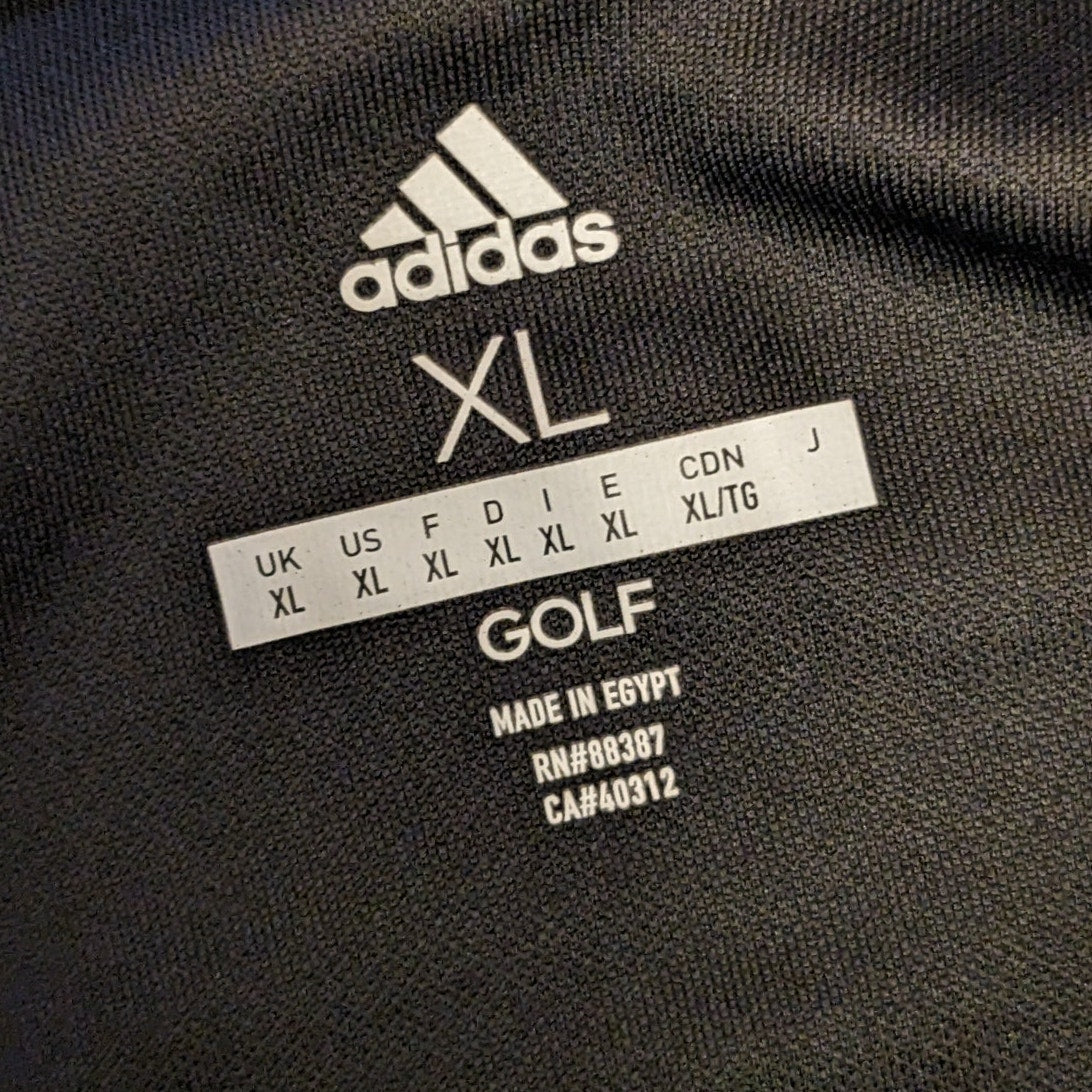 adidas
XL
UK US F D I E CDN J
XL XL XL XL XL XL XL/TG
GOLF
MADE IN EGYPT
RN#88387
CA#40312